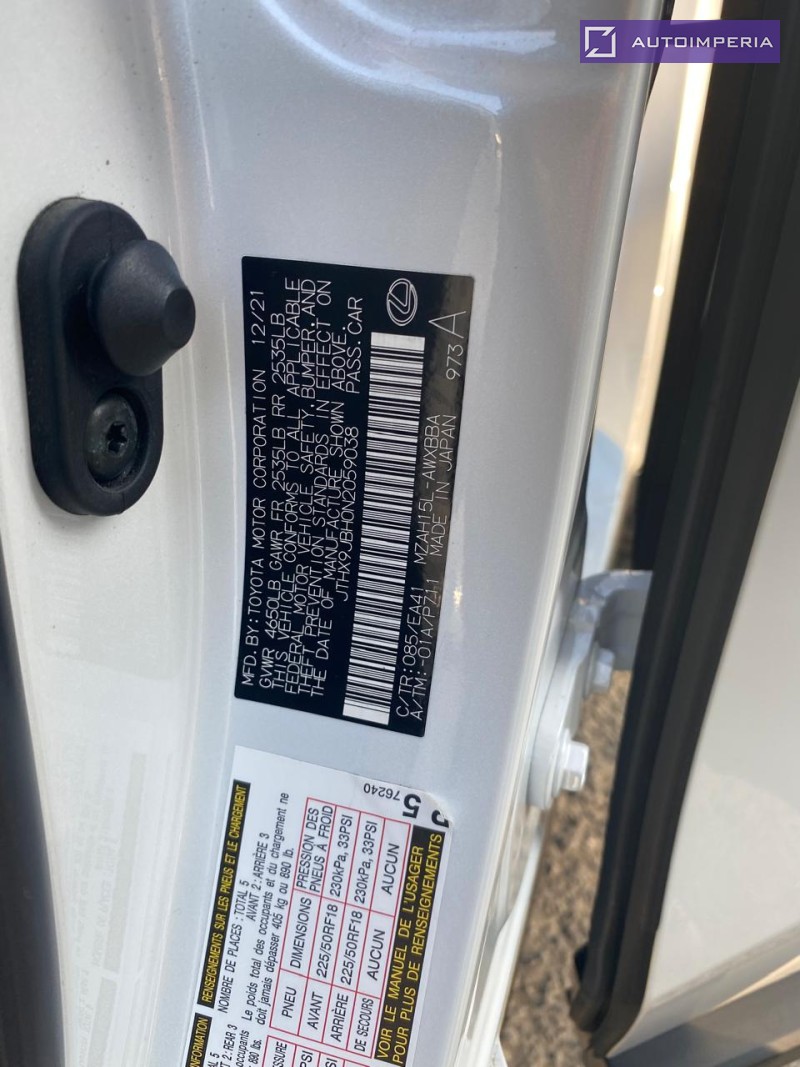 AUTOIMPERIA
MFD. BY: TOYOTA MOTOR CORPORATION 12/21
GVWR 4650LB GAWR FR 2535LB RR 2535LB
THIS VEHICLE CONFORMS TO ALL APPLICABLE
FEDERAL MOTOR VEHICLE SAFETY, BUMPER, AND
THEFT PREVENTION STANDARDS IN EFFECT ON
THE DATE OF MANUFACTURE SHOWN ABOVE.
JTHX9JBH0N2059038 PASS. CAR
C/TR: 085/EA41 MZAH15L-AWXBBA 973 A
A/TM: -01A/PZ11 MADE IN JAPAN
76240
RENSEIGNEMENTS SUR LES PNEUS ET LE CHARGEMENT
NOMBRE DE PLACES : TOTAL 5 AVANT 2 : ARRIÈRE 3
Le poids total des occupants et du chargement ne
doit jamais dépasser 405 kg ou 890 lb.
PNEU DIMENSIONS PRESSION DES PNEUS À FROID
AVANT 225/50RF18 230kPa, 33PSI
ARRIÈRE 225/50RF18 230kPa, 33PSI
DE SECOURS AUCUN AUCUN
VOIR LE MANUEL DE L'USAGER
POUR PLUS DE RENSEIGNEMENTS